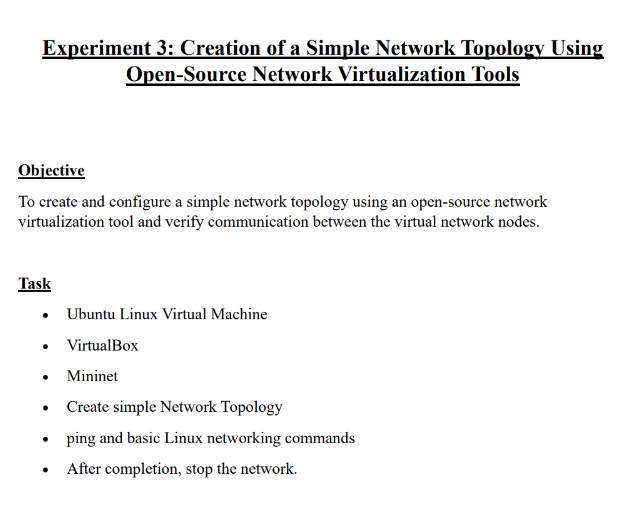 Experiment 3: Creation of a Simple Network Topology Using
Open-Source Network Virtualization Tools
Objective
To create and configure a simple network topology using an open-source network
virtualization tool and verify communication between the virtual network nodes.
Task
• Ubuntu Linux Virtual Machine
• VirtualBox
• Mininet
• Create simple Network Topology
• ping and basic Linux networking commands
• After completion, stop the network.